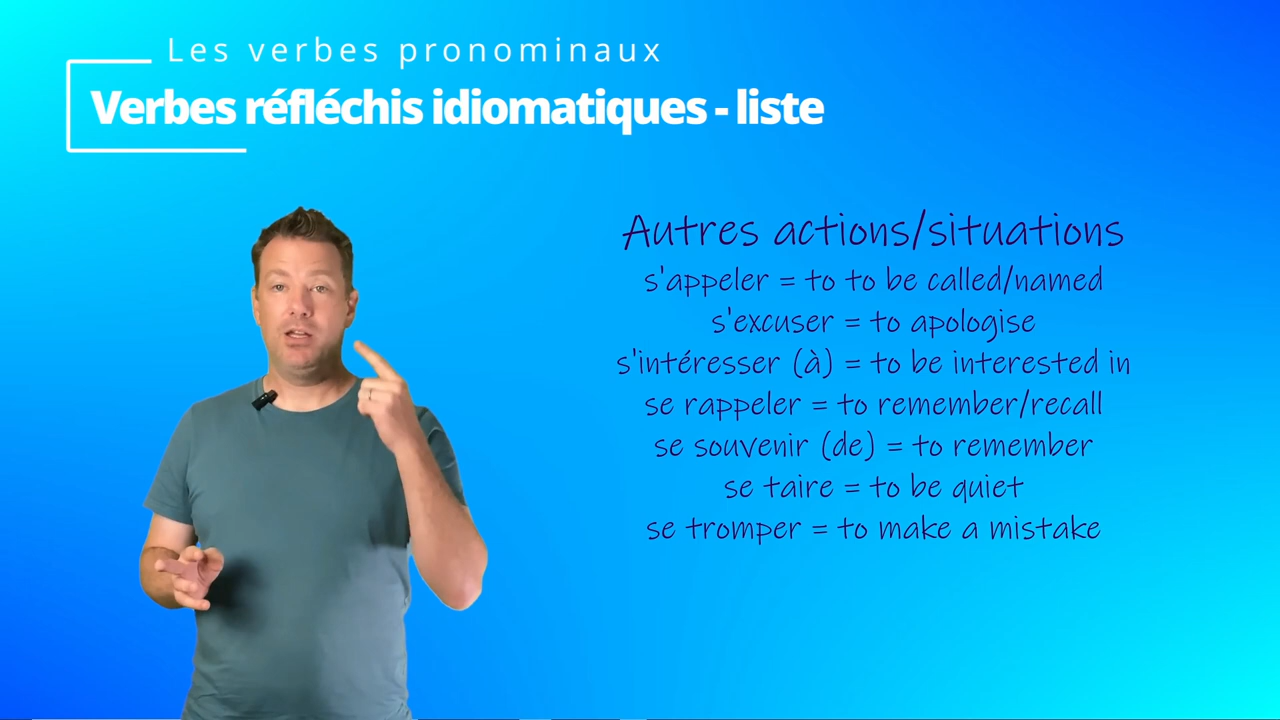 Les verbes pronominaux
Verbes réfléchis idiomatiques - liste
Autres actions/situations
s'appeler = to to be called/named
s'excuser = to apologise
s'intéresser (à) = to be interested in
se rappeler = to remember/recall
se souvenir (de) = to remember
se taire = to be quiet
se tromper = to make a mistake